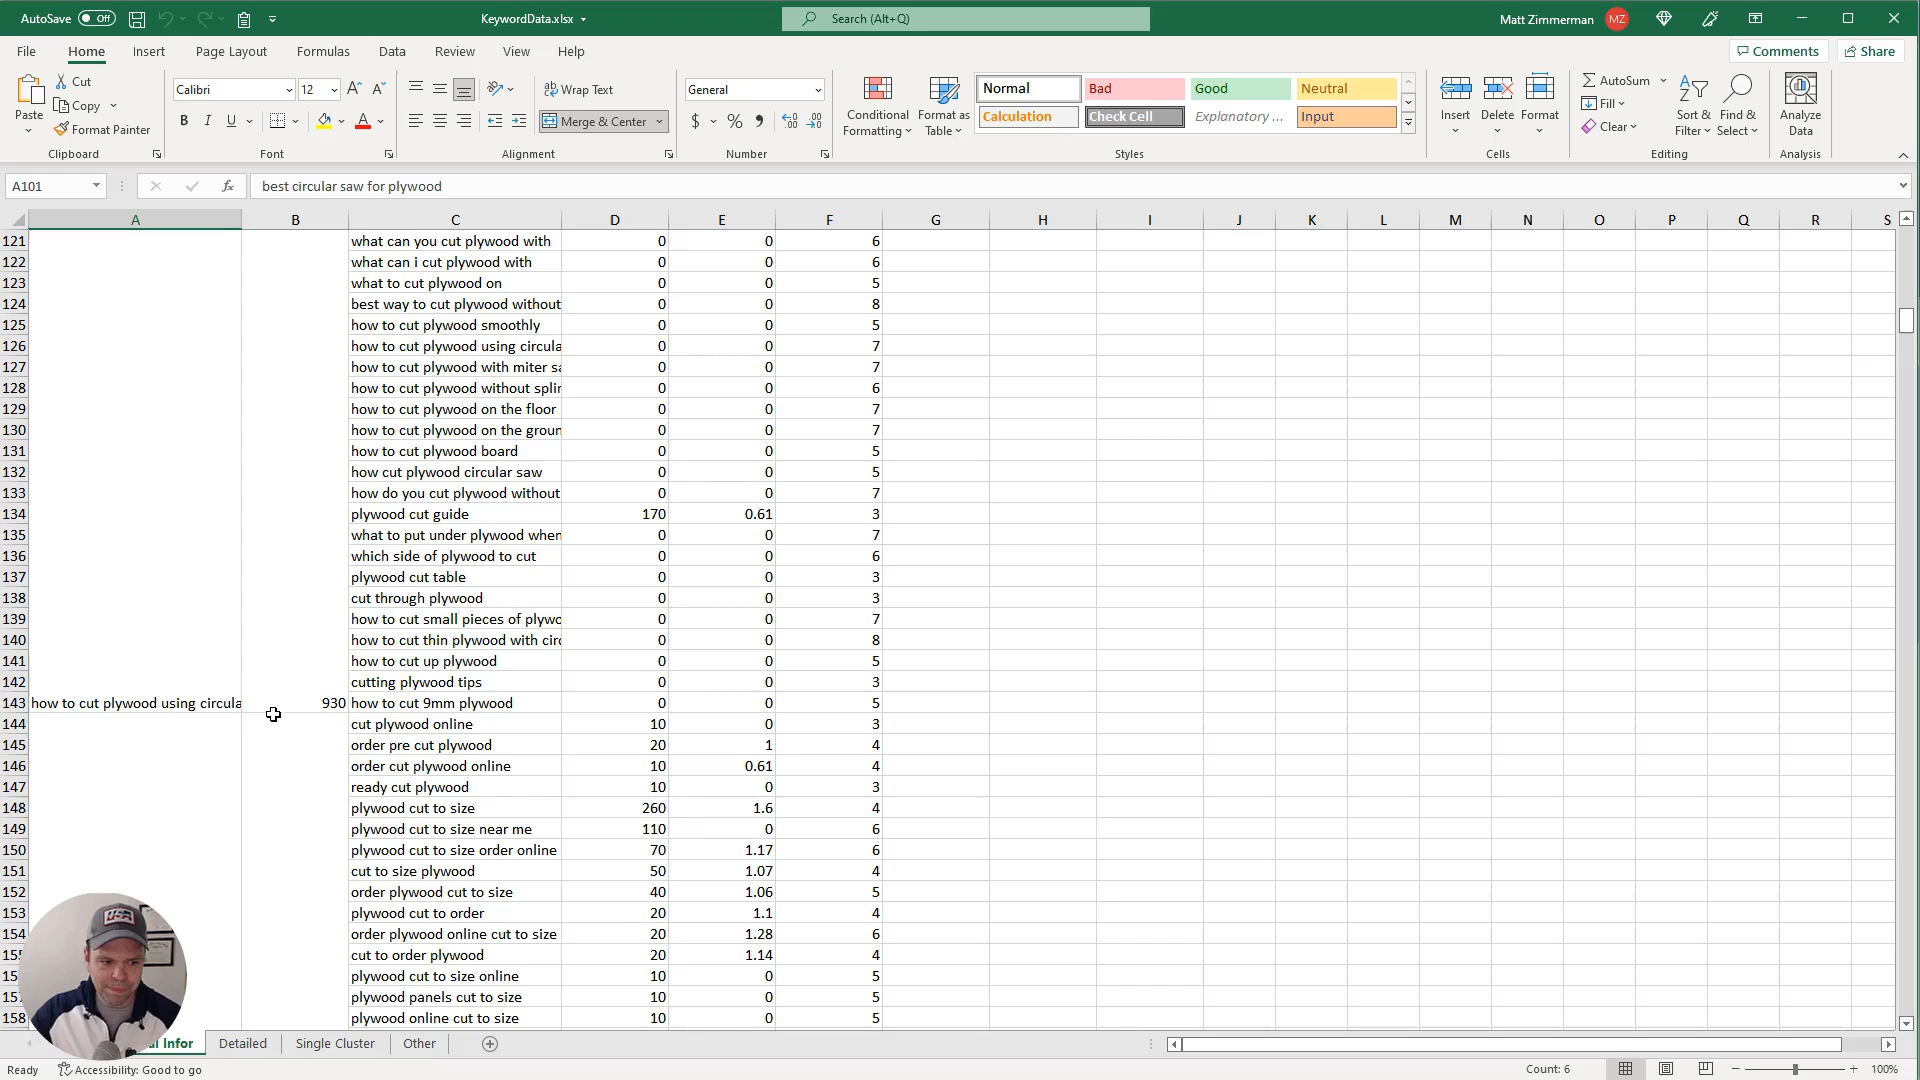 AutoSave Off KeywordData.xlsx Search (Alt+Q) Matt Zimmerman MZ
File Home Insert Page Layout Formulas Data Review View Help Comments Share
Paste Cut Copy Format Painter Clipboard
Calibri 12 B I U A Font
Wrap Text Merge & Center Alignment
General $ % Number
Conditional Formatting Format as Table
Normal Bad Good Neutral
Calculation Check Cell Explanatory ... Input
Styles
Insert Delete Format Cells
AutoSum Fill Clear Sort & Filter Find & Select Editing
Analyze Data Analysis
A101 fx best circular saw for plywood
A B C D E F G H I J K L M N O P Q R S
121 what can you cut plywood with 0 0 6
122 what can i cut plywood with 0 0 6
123 what to cut plywood on 0 0 5
124 best way to cut plywood without 0 0 8
125 how to cut plywood smoothly 0 0 5
126 how to cut plywood using circula 0 0 7
127 how to cut plywood with miter sa 0 0 7
128 how to cut plywood without splin 0 0 6
129 how to cut plywood on the floor 0 0 7
130 how to cut plywood on the groun 0 0 7
131 how to cut plywood board 0 0 5
132 how cut plywood circular saw 0 0 5
133 how do you cut plywood without 0 0 7
134 plywood cut guide 170 0.61 3
135 what to put under plywood when 0 0 7
136 which side of plywood to cut 0 0 6
137 plywood cut table 0 0 3
138 cut through plywood 0 0 3
139 how to cut small pieces of plywo 0 0 7
140 how to cut thin plywood with circ 0 0 8
141 how to cut up plywood 0 0 5
142 cutting plywood tips 0 0 3
143 how to cut plywood using circula 930 how to cut 9mm plywood 0 0 5
144 cut plywood online 10 0 3
145 order pre cut plywood 20 1 4
146 order cut plywood online 10 0.61 4
147 ready cut plywood 10 0 3
148 plywood cut to size 260 1.6 4
149 plywood cut to size near me 110 0 6
150 plywood cut to size order online 70 1.17 6
151 cut to size plywood 50 1.07 4
152 order plywood cut to size 40 1.06 5
153 plywood cut to order 20 1.1 4
154 order plywood online cut to size 20 1.28 6
155 cut to order plywood 20 1.14 4
15 plywood cut to size online 10 0 5
157 plywood panels cut to size 10 0 5
158 plywood online cut to size 10 0 5
Infor Detailed Single Cluster Other
Ready Accessibility: Good to go Count: 6 100%